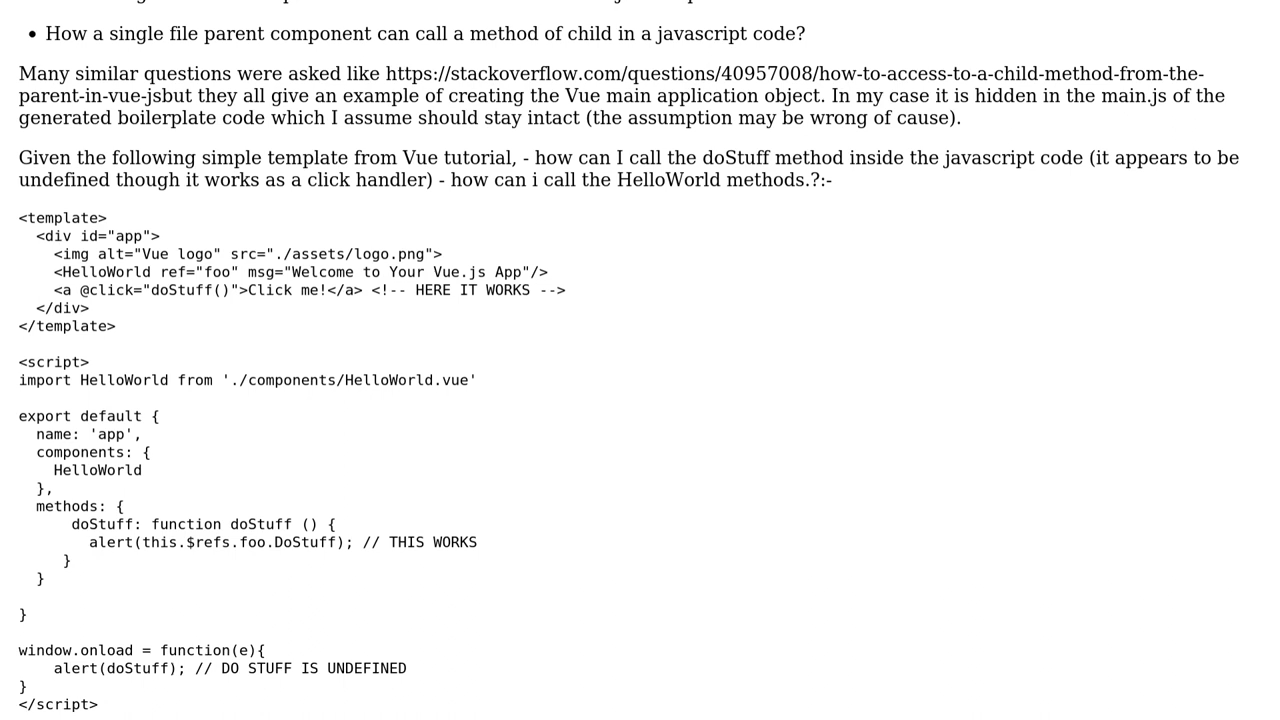 • How a single file parent component can call a method of child in a javascript code?
Many similar questions were asked like https://stackoverflow.com/questions/40957008/how-to-access-to-a-child-method-from-the-
parent-in-vue-jsbut they all give an example of creating the Vue main application object. In my case it is hidden in the main.js of the
generated boilerplate code which I assume should stay intact (the assumption may be wrong of cause).
Given the following simple template from Vue tutorial, - how can I call the doStuff method inside the javascript code (it appears to be
undefined though it works as a click handler) - how can i call the HelloWorld methods.?:-
<template>
  <div id="app">
    <img alt="Vue logo" src="./assets/logo.png">
    <HelloWorld ref="foo" msg="Welcome to Your Vue.js App"/>
    <a @click="doStuff()">Click me!</a> <!-- HERE IT WORKS -->
  </div>
</template>
<script>
import HelloWorld from './components/HelloWorld.vue'
export default {
  name: 'app',
  components: {
    HelloWorld
  },
  methods: {
      doStuff: function doStuff () {
        alert(this.$refs.foo.DoStuff); // THIS WORKS
     }
  }
}
window.onload = function(e){
    alert(doStuff); // DO STUFF IS UNDEFINED
}
</script>